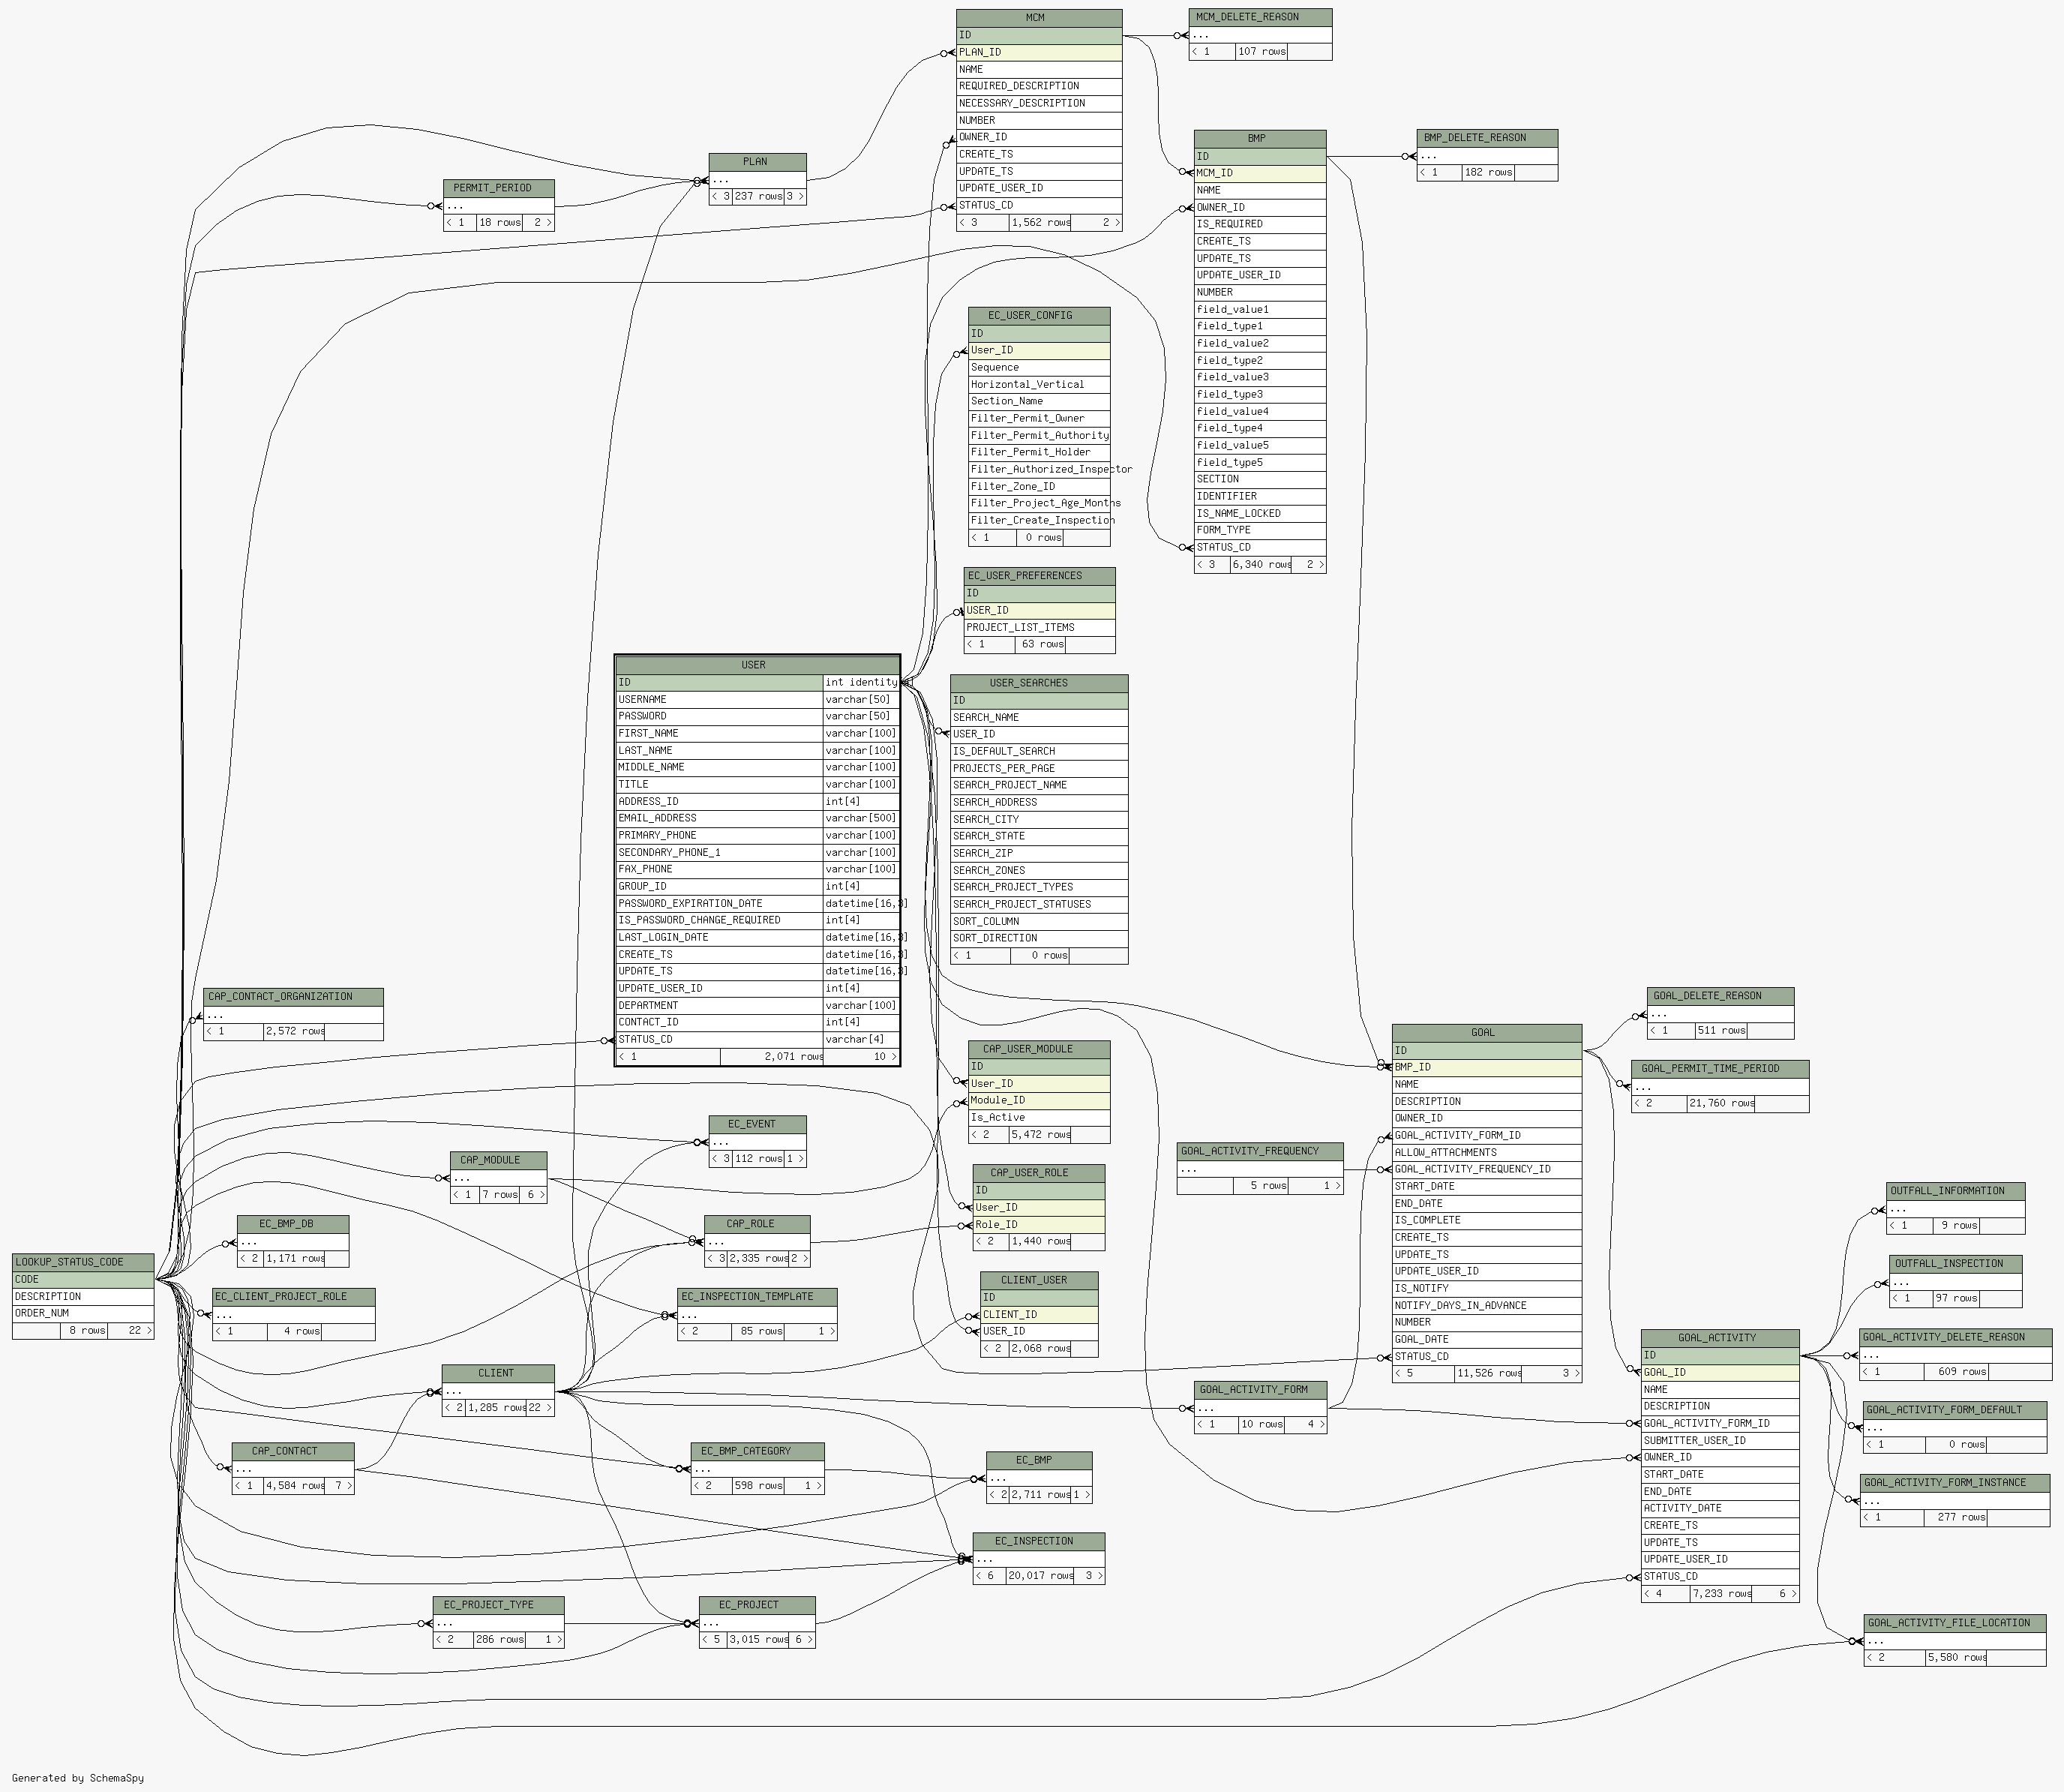 MCM
ID
PLAN_ID
NAME
REQUIRED_DESCRIPTION
NECESSARY_DESCRIPTION
NUMBER
OWNER_ID
CREATE_TS
UPDATE_TS
UPDATE_USER_ID
STATUS_CD
< 3 1,562 rows 2 >
MCM_DELETE_REASON
...
< 1 107 rows
BMP
ID
MCM_ID
NAME
OWNER_ID
IS_REQUIRED
CREATE_TS
UPDATE_TS
UPDATE_USER_ID
NUMBER
field_value1
field_type1
field_value2
field_type2
field_value3
field_type3
field_value4
field_type4
field_value5
field_type5
SECTION
IDENTIFIER
IS_NAME_LOCKED
FORM_TYPE
STATUS_CD
< 3 6,340 rows 2 >
BMP_DELETE_REASON
...
< 1 182 rows
PLAN
...
< 3 237 rows 3 >
PERMIT_PERIOD
...
< 1 18 rows 2 >
EC_USER_CONFIG
ID
User_ID
Sequence
Horizontal_Vertical
Section_Name
Filter_Permit_Owner
Filter_Permit_Authority
Filter_Permit_Holder
Filter_Authorized_Inspector
Filter_Zone_ID
Filter_Project_Age_Months
Filter_Create_Inspection
< 1 0 rows
EC_USER_PREFERENCES
ID
USER_ID
PROJECT_LIST_ITEMS
< 1 63 rows
USER
ID int identity
USERNAME varchar[50]
PASSWORD varchar[50]
FIRST_NAME varchar[100]
LAST_NAME varchar[100]
MIDDLE_NAME varchar[100]
TITLE varchar[100]
ADDRESS_ID int[4]
EMAIL_ADDRESS varchar[500]
PRIMARY_PHONE varchar[100]
SECONDARY_PHONE_1 varchar[100]
FAX_PHONE varchar[100]
GROUP_ID int[4]
PASSWORD_EXPIRATION_DATE datetime[16,3]
IS_PASSWORD_CHANGE_REQUIRED int[4]
LAST_LOGIN_DATE datetime[16,3]
CREATE_TS datetime[16,3]
UPDATE_TS datetime[16,3]
UPDATE_USER_ID int[4]
DEPARTMENT varchar[100]
CONTACT_ID int[4]
STATUS_CD varchar[4]
< 1 2,071 rows 10 >
USER_SEARCHES
ID
SEARCH_NAME
USER_ID
IS_DEFAULT_SEARCH
PROJECTS_PER_PAGE
SEARCH_PROJECT_NAME
SEARCH_ADDRESS
SEARCH_CITY
SEARCH_STATE
SEARCH_ZIP
SEARCH_ZONES
SEARCH_PROJECT_TYPES
SEARCH_PROJECT_STATUSES
SORT_COLUMN
SORT_DIRECTION
< 1 0 rows
CAP_CONTACT_ORGANIZATION
...
< 1 2,572 rows
CAP_USER_MODULE
ID
User_ID
Module_ID
Is_Active
< 2 5,472 rows
EC_EVENT
...
< 3 112 rows 1 >
CAP_MODULE
...
< 1 7 rows 6 >
CAP_USER_ROLE
ID
User_ID
Role_ID
< 2 1,440 rows
EC_BMP_DB
...
< 2 1,171 rows
CAP_ROLE
...
< 3 2,335 rows 2 >
LOOKUP_STATUS_CODE
CODE
DESCRIPTION
ORDER_NUM
8 rows 22 >
EC_CLIENT_PROJECT_ROLE
...
< 1 4 rows
EC_INSPECTION_TEMPLATE
...
< 2 85 rows 1 >
CLIENT_USER
ID
CLIENT_ID
USER_ID
< 2 2,068 rows
CLIENT
...
< 2 1,285 rows 22 >
CAP_CONTACT
...
< 1 4,584 rows 7 >
EC_BMP_CATEGORY
...
< 2 598 rows 1 >
EC_BMP
...
< 2 2,711 rows 1 >
EC_INSPECTION
...
< 6 20,017 rows 3 >
EC_PROJECT_TYPE
...
< 2 286 rows 1 >
EC_PROJECT
...
< 5 3,015 rows 6 >
GOAL_ACTIVITY_FREQUENCY
...
5 rows 1 >
GOAL_ACTIVITY_FORM
...
< 1 10 rows 4 >
GOAL
ID
BMP_ID
NAME
DESCRIPTION
OWNER_ID
GOAL_ACTIVITY_FORM_ID
ALLOW_ATTACHMENTS
GOAL_ACTIVITY_FREQUENCY_ID
START_DATE
END_DATE
IS_COMPLETE
CREATE_TS
UPDATE_TS
UPDATE_USER_ID
IS_NOTIFY
NOTIFY_DAYS_IN_ADVANCE
NUMBER
GOAL_DATE
STATUS_CD
< 5 11,526 rows 3 >
GOAL_DELETE_REASON
...
< 1 511 rows
GOAL_PERMIT_TIME_PERIOD
...
< 2 21,760 rows
GOAL_ACTIVITY
ID
GOAL_ID
NAME
DESCRIPTION
GOAL_ACTIVITY_FORM_ID
SUBMITTER_USER_ID
OWNER_ID
START_DATE
END_DATE
ACTIVITY_DATE
CREATE_TS
UPDATE_TS
UPDATE_USER_ID
STATUS_CD
< 4 7,233 rows 6 >
OUTFALL_INFORMATION
...
< 1 9 rows
OUTFALL_INSPECTION
...
< 1 97 rows
GOAL_ACTIVITY_DELETE_REASON
...
< 1 609 rows
GOAL_ACTIVITY_FORM_DEFAULT
...
< 1 0 rows
GOAL_ACTIVITY_FORM_INSTANCE
...
< 1 277 rows
GOAL_ACTIVITY_FILE_LOCATION
...
< 2 5,580 rows
Generated by SchemaSpy